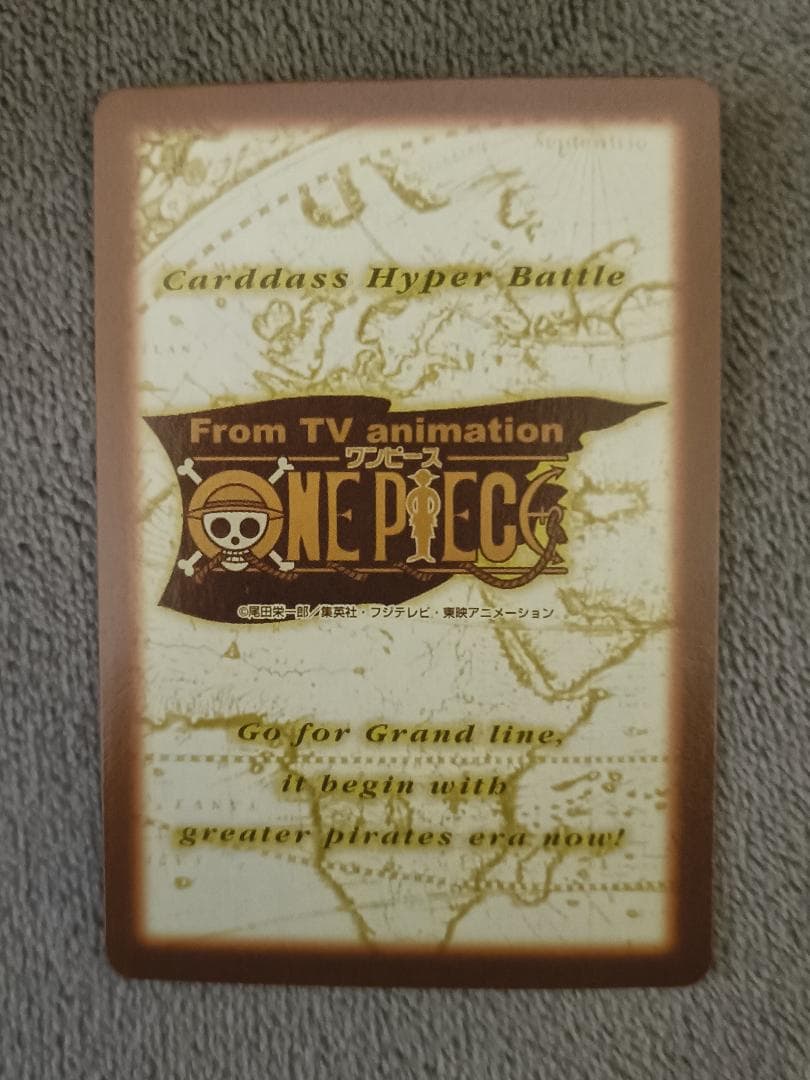 Septentrio
Carddass Hyper Battle
From TV animation
ワンピース
ONE PIECE
©尾田栄一郎／集英社・フジテレビ・東映アニメーション
Go for Grand line,
it begin with
greater pirates era now!